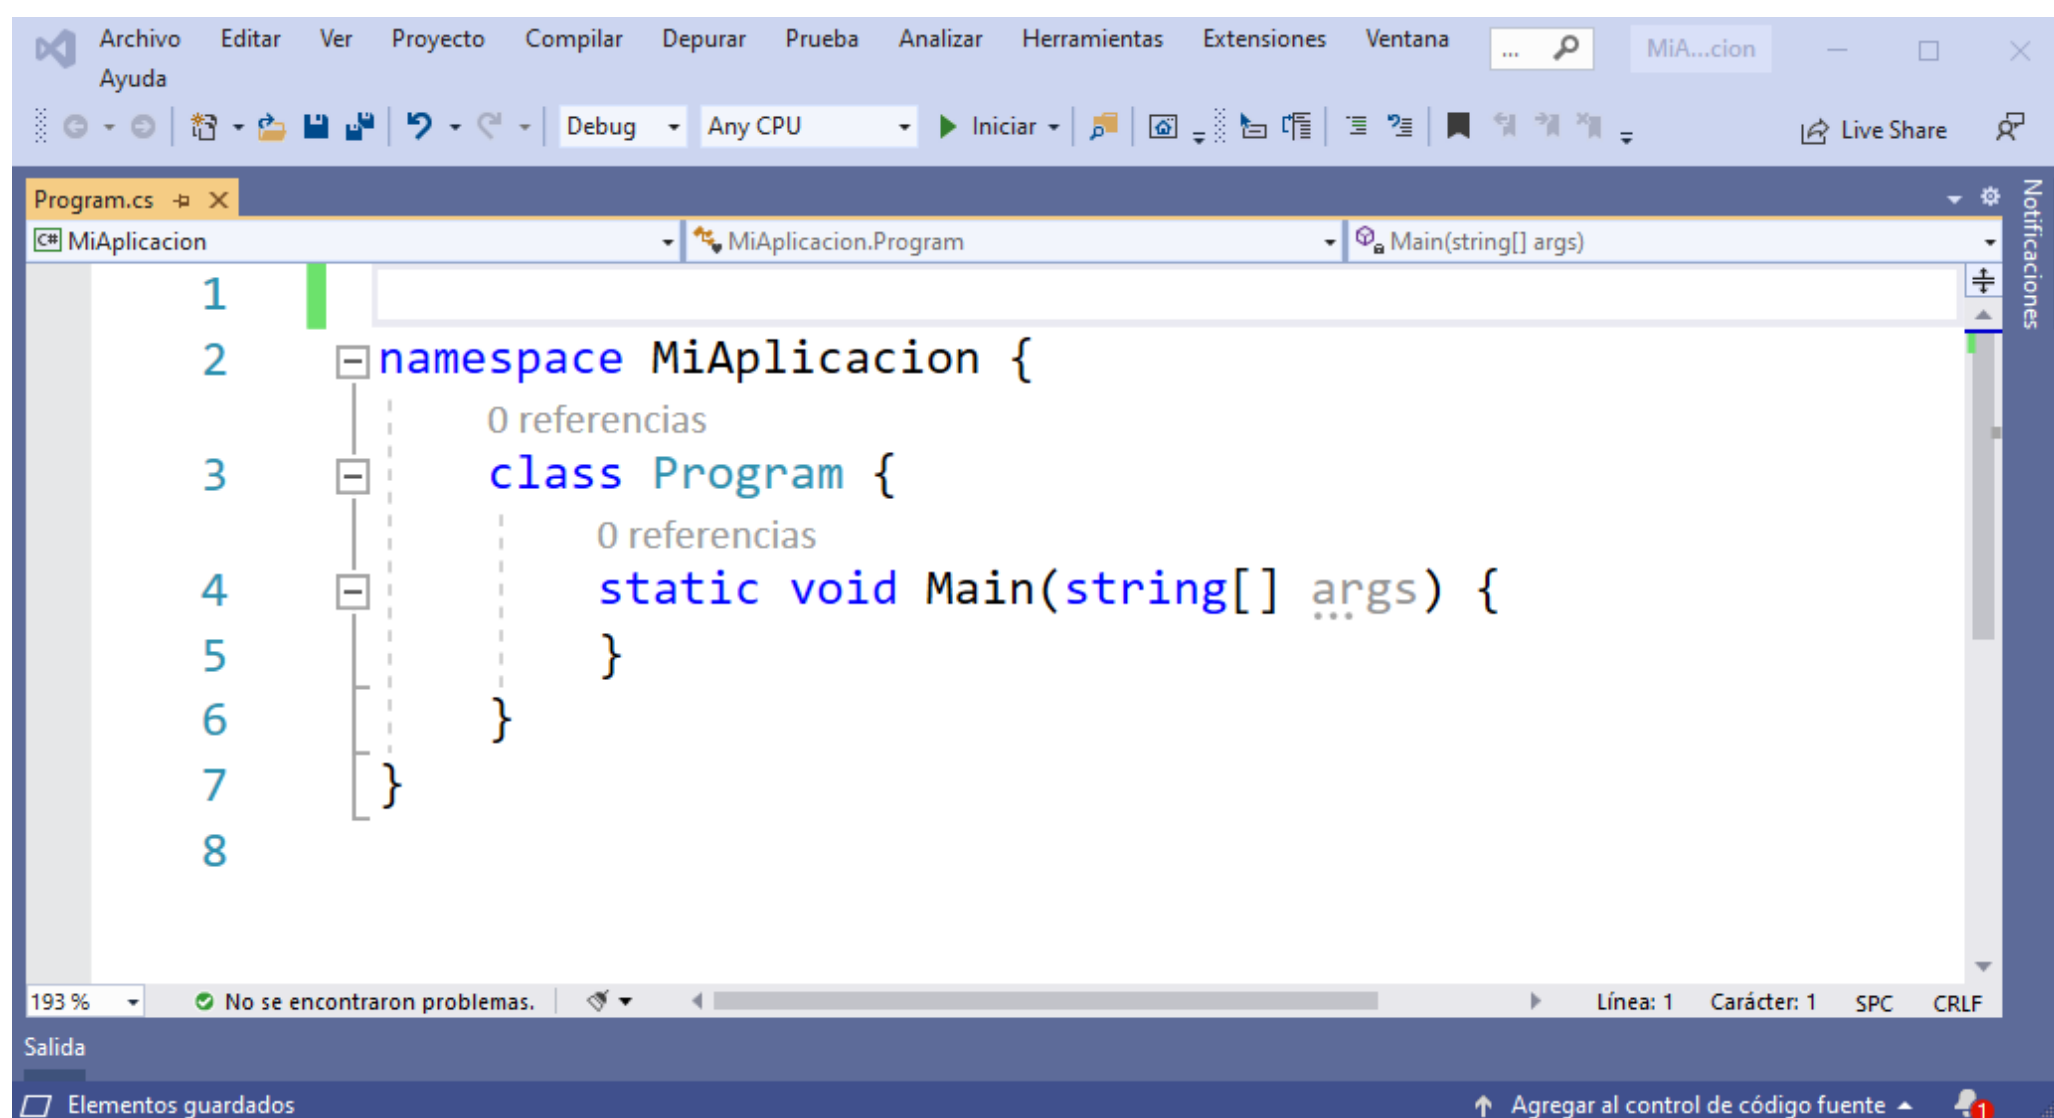 Archivo Editar Ver Proyecto Compilar Depurar Prueba Analizar Herramientas Extensiones Ventana ... MiA...cion
Ayuda
Debug Any CPU Iniciar Live Share
Program.cs
C# MiAplicacion MiAplicacion.Program Main(string[] args)
Notificaciones
1
2 namespace MiAplicacion {
0 referencias
3 class Program {
0 referencias
4 static void Main(string[] args) {
5 }
6 }
7 }
8
193 % No se encontraron problemas. Línea: 1 Carácter: 1 SPC CRLF
Salida
Elementos guardados Agregar al control de código fuente 1